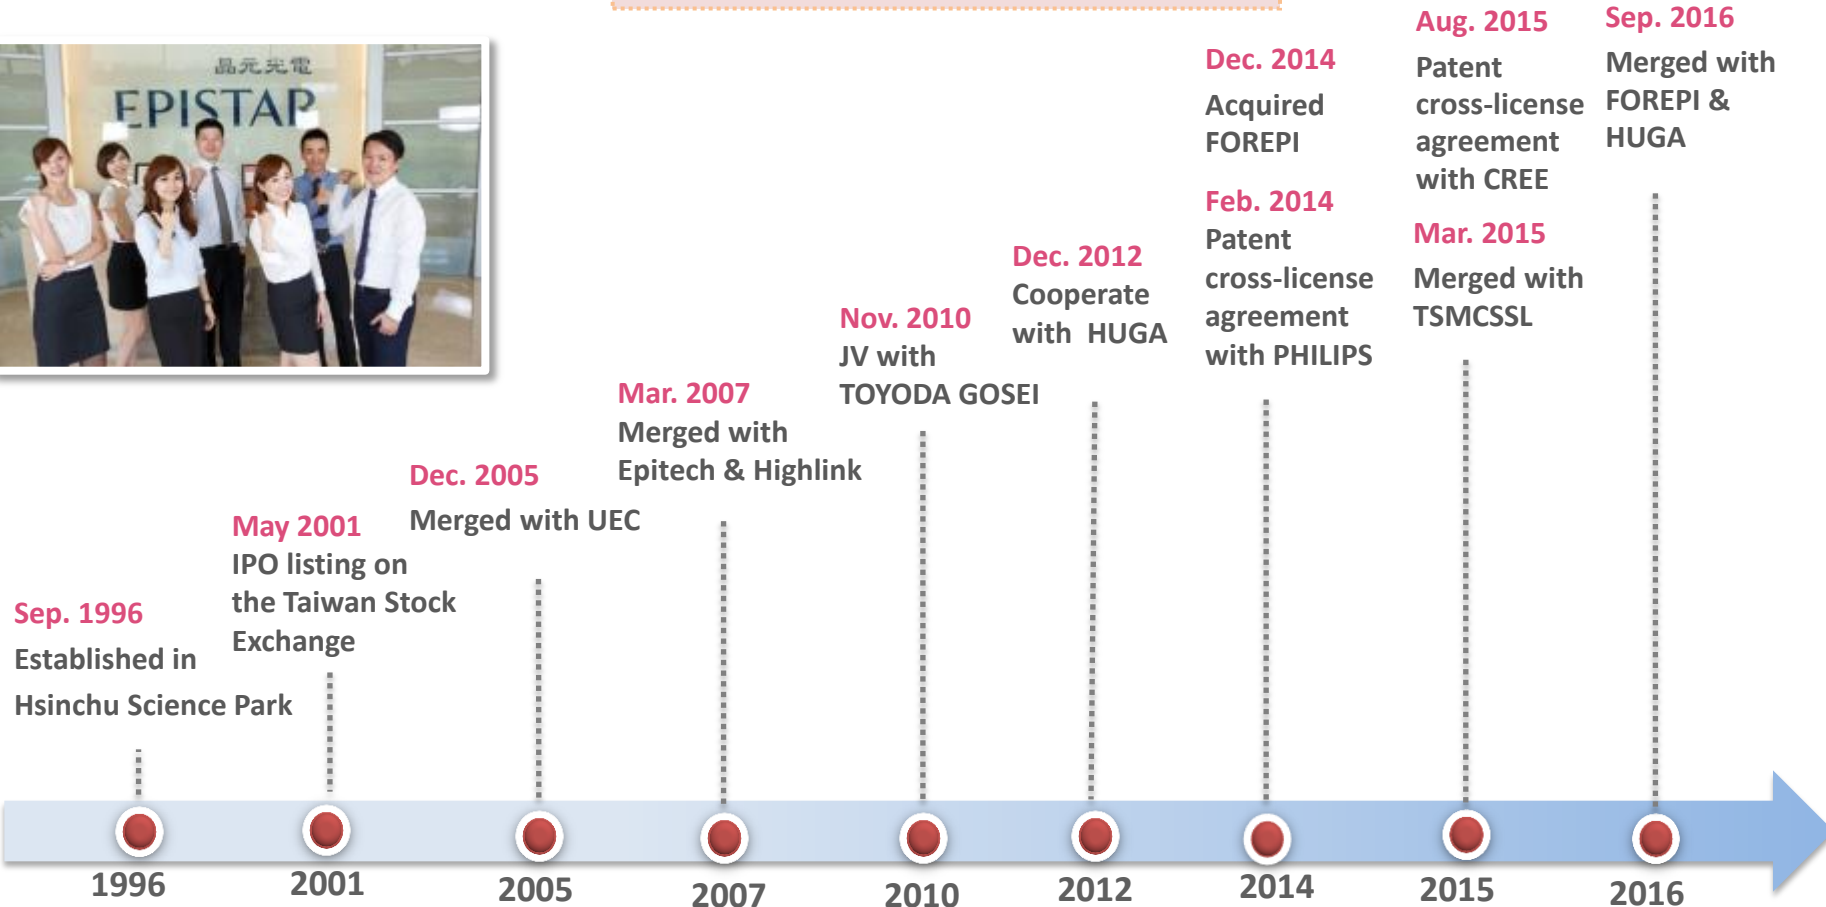 晶元光電
EPISTAR
Sep. 1996
Established in
Hsinchu Science Park
May 2001
IPO listing on
the Taiwan Stock
Exchange
Dec. 2005
Merged with UEC
Mar. 2007
Merged with
Epitech & Highlink
Nov. 2010
JV with
TOYODA GOSEI
Dec. 2012
Cooperate
with HUGA
Dec. 2014
Acquired
FOREPI
Feb. 2014
Patent
cross-license
agreement
with PHILIPS
Aug. 2015
Patent
cross-license
agreement
with CREE
Mar. 2015
Merged with
TSMCSSL
Sep. 2016
Merged with
FOREPI &
HUGA
1996
2001
2005
2007
2010
2012
2014
2015
2016